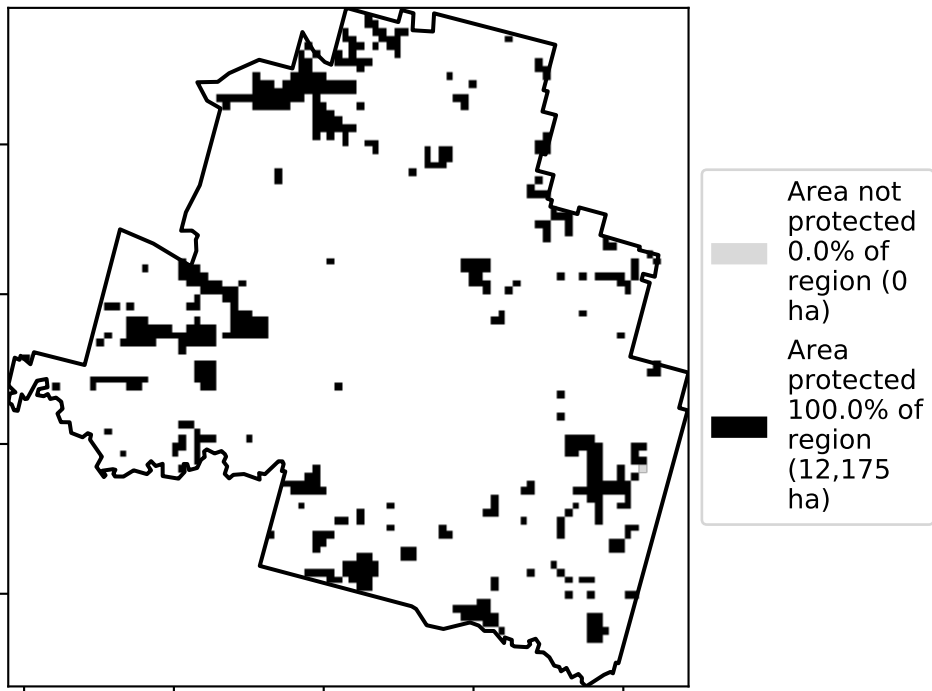 Area not
protected
0.0% of
region (0
ha)
Area
protected
100.0% of
region
(12,175
ha)